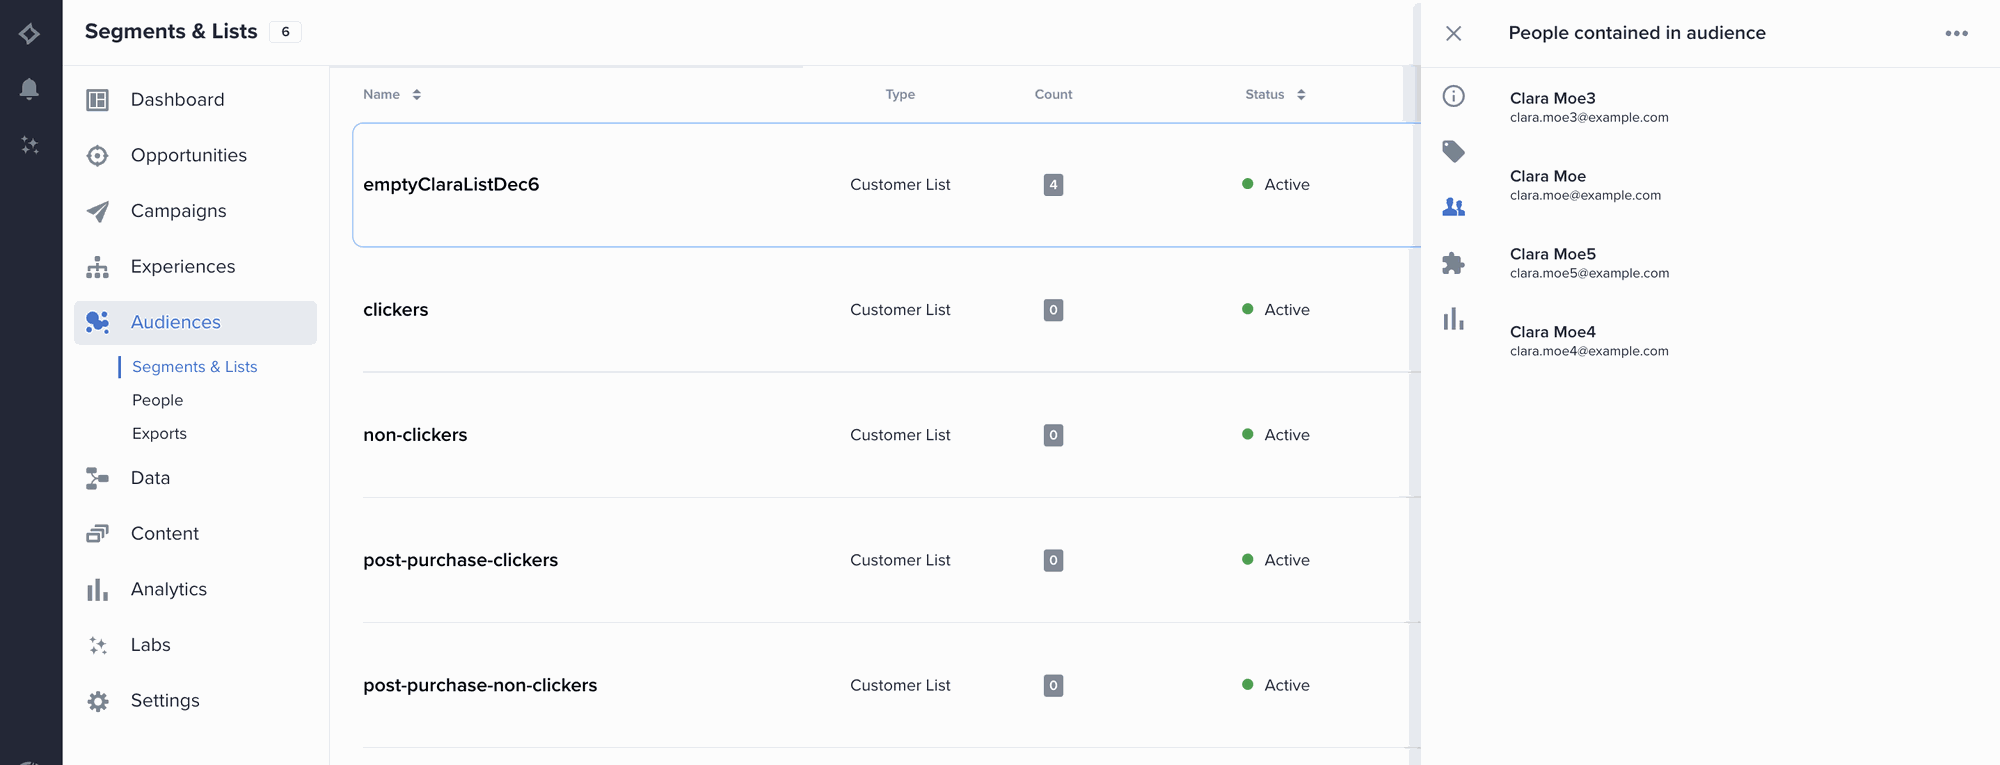 Segments & Lists 6
Dashboard
Opportunities
Campaigns
Experiences
Audiences
Segments & Lists
People
Exports
Data
Content
Analytics
Labs
Settings
Name Type Count Status
emptyClaraListDec6 Customer List 4 Active
clickers Customer List 0 Active
non-clickers Customer List 0 Active
post-purchase-clickers Customer List 0 Active
post-purchase-non-clickers Customer List 0 Active
People contained in audience
Clara Moe3
clara.moe3@example.com
Clara Moe
clara.moe@example.com
Clara Moe5
clara.moe5@example.com
Clara Moe4
clara.moe4@example.com